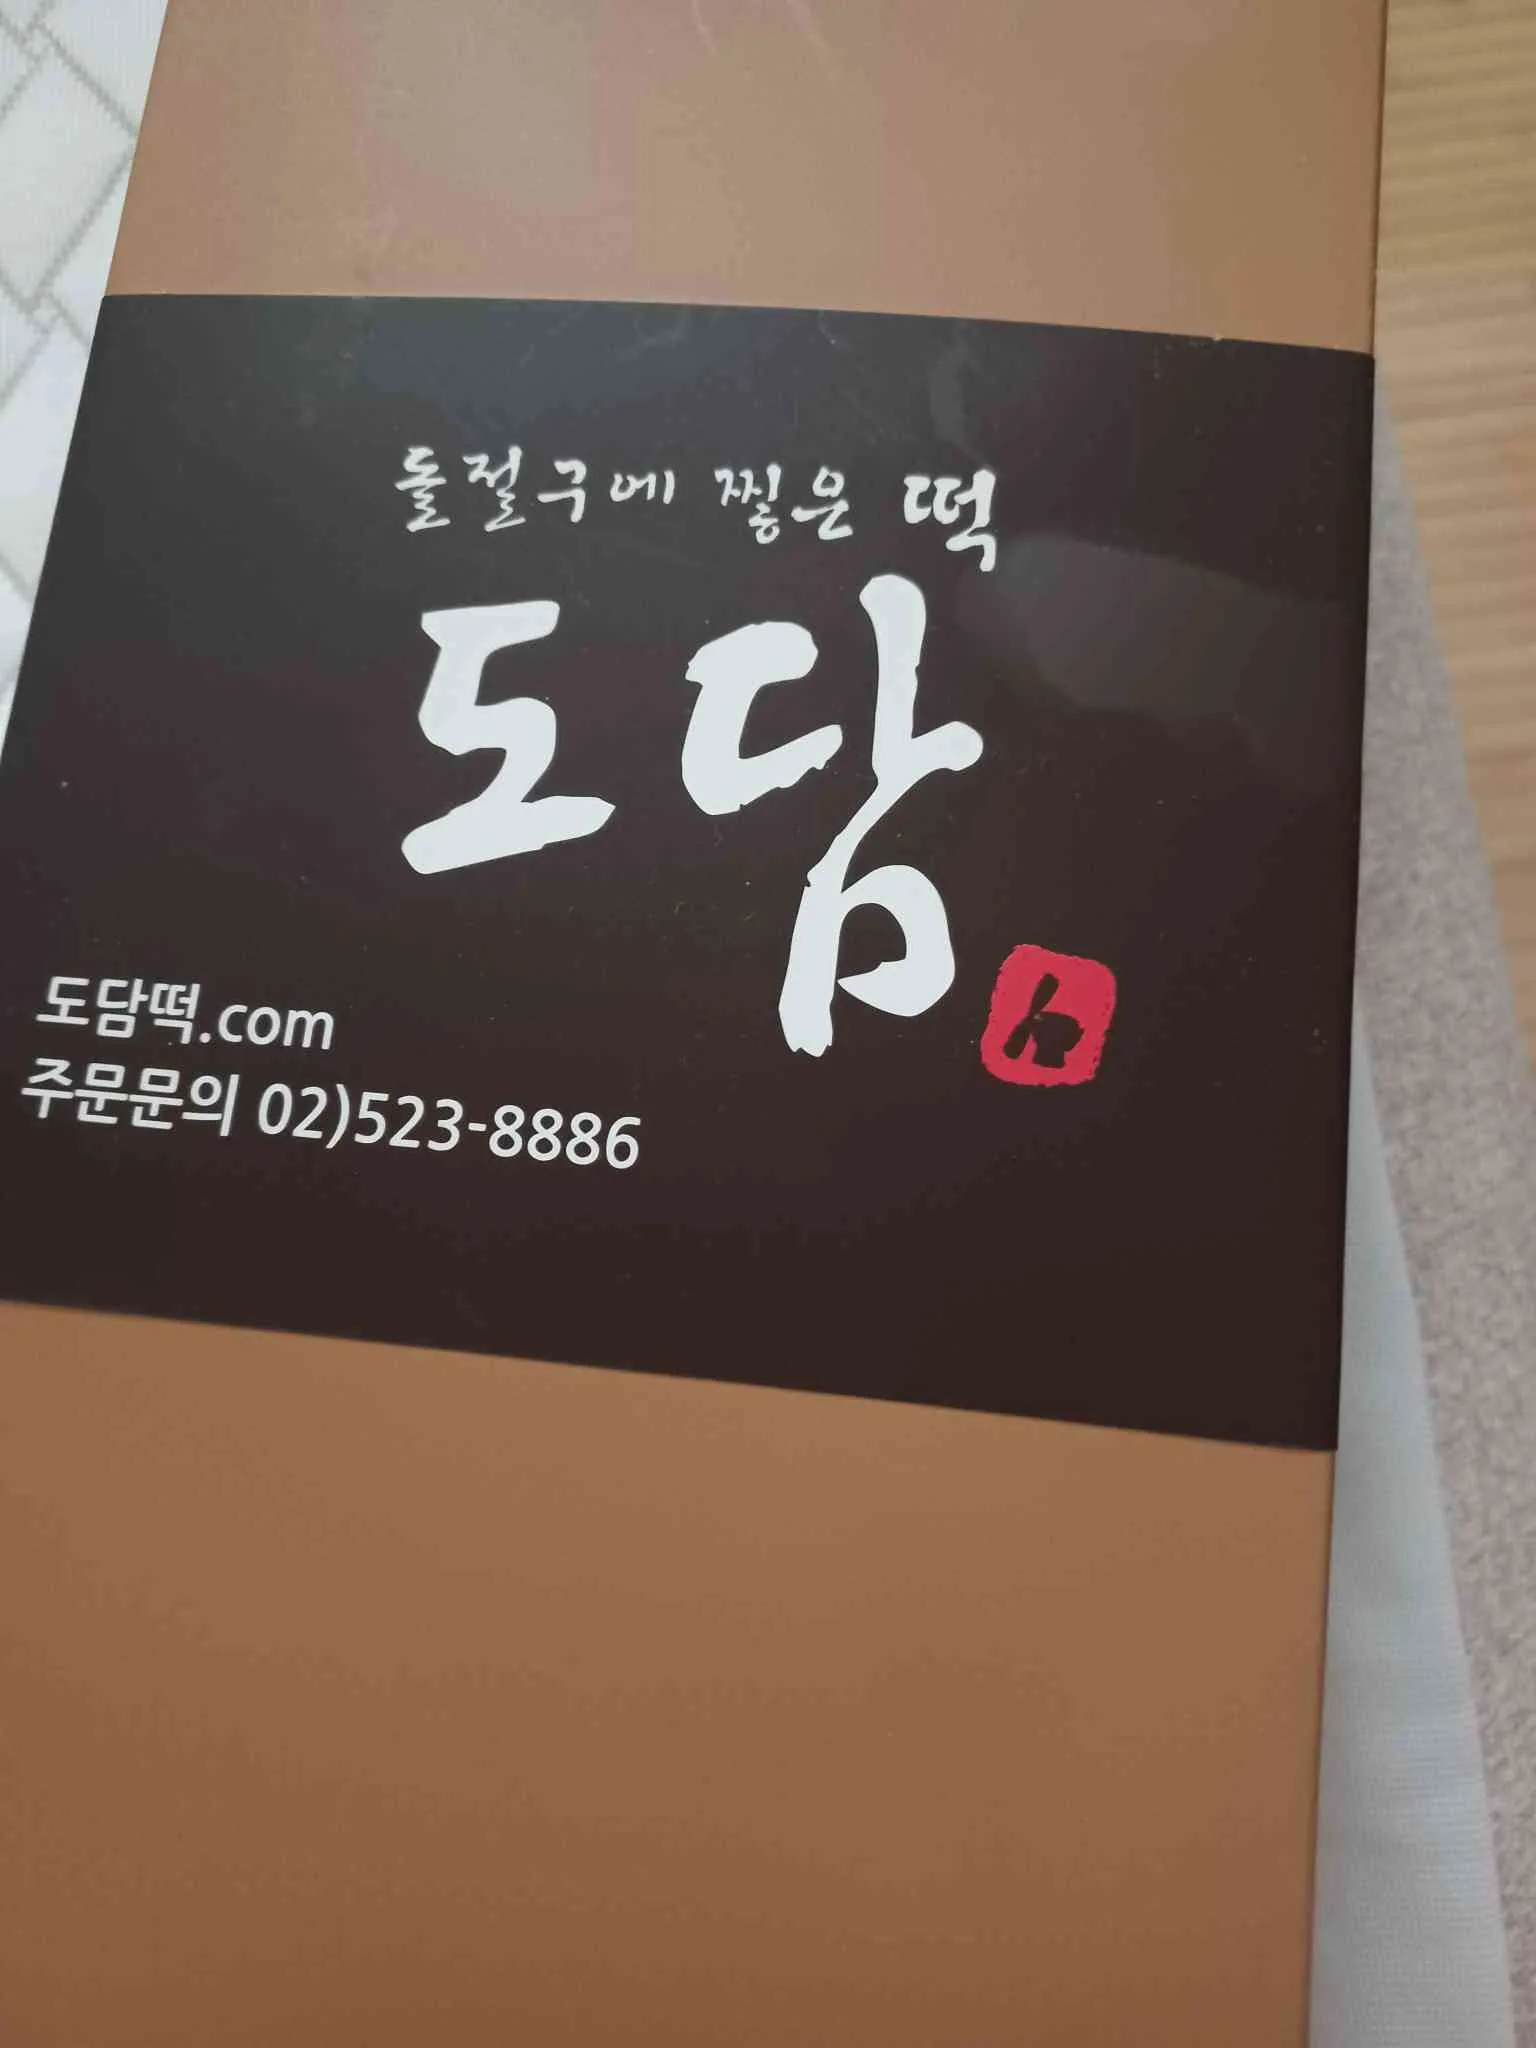 돌절구에 찧은 떡
도담
도담떡.com
주문문의 02)523-8886